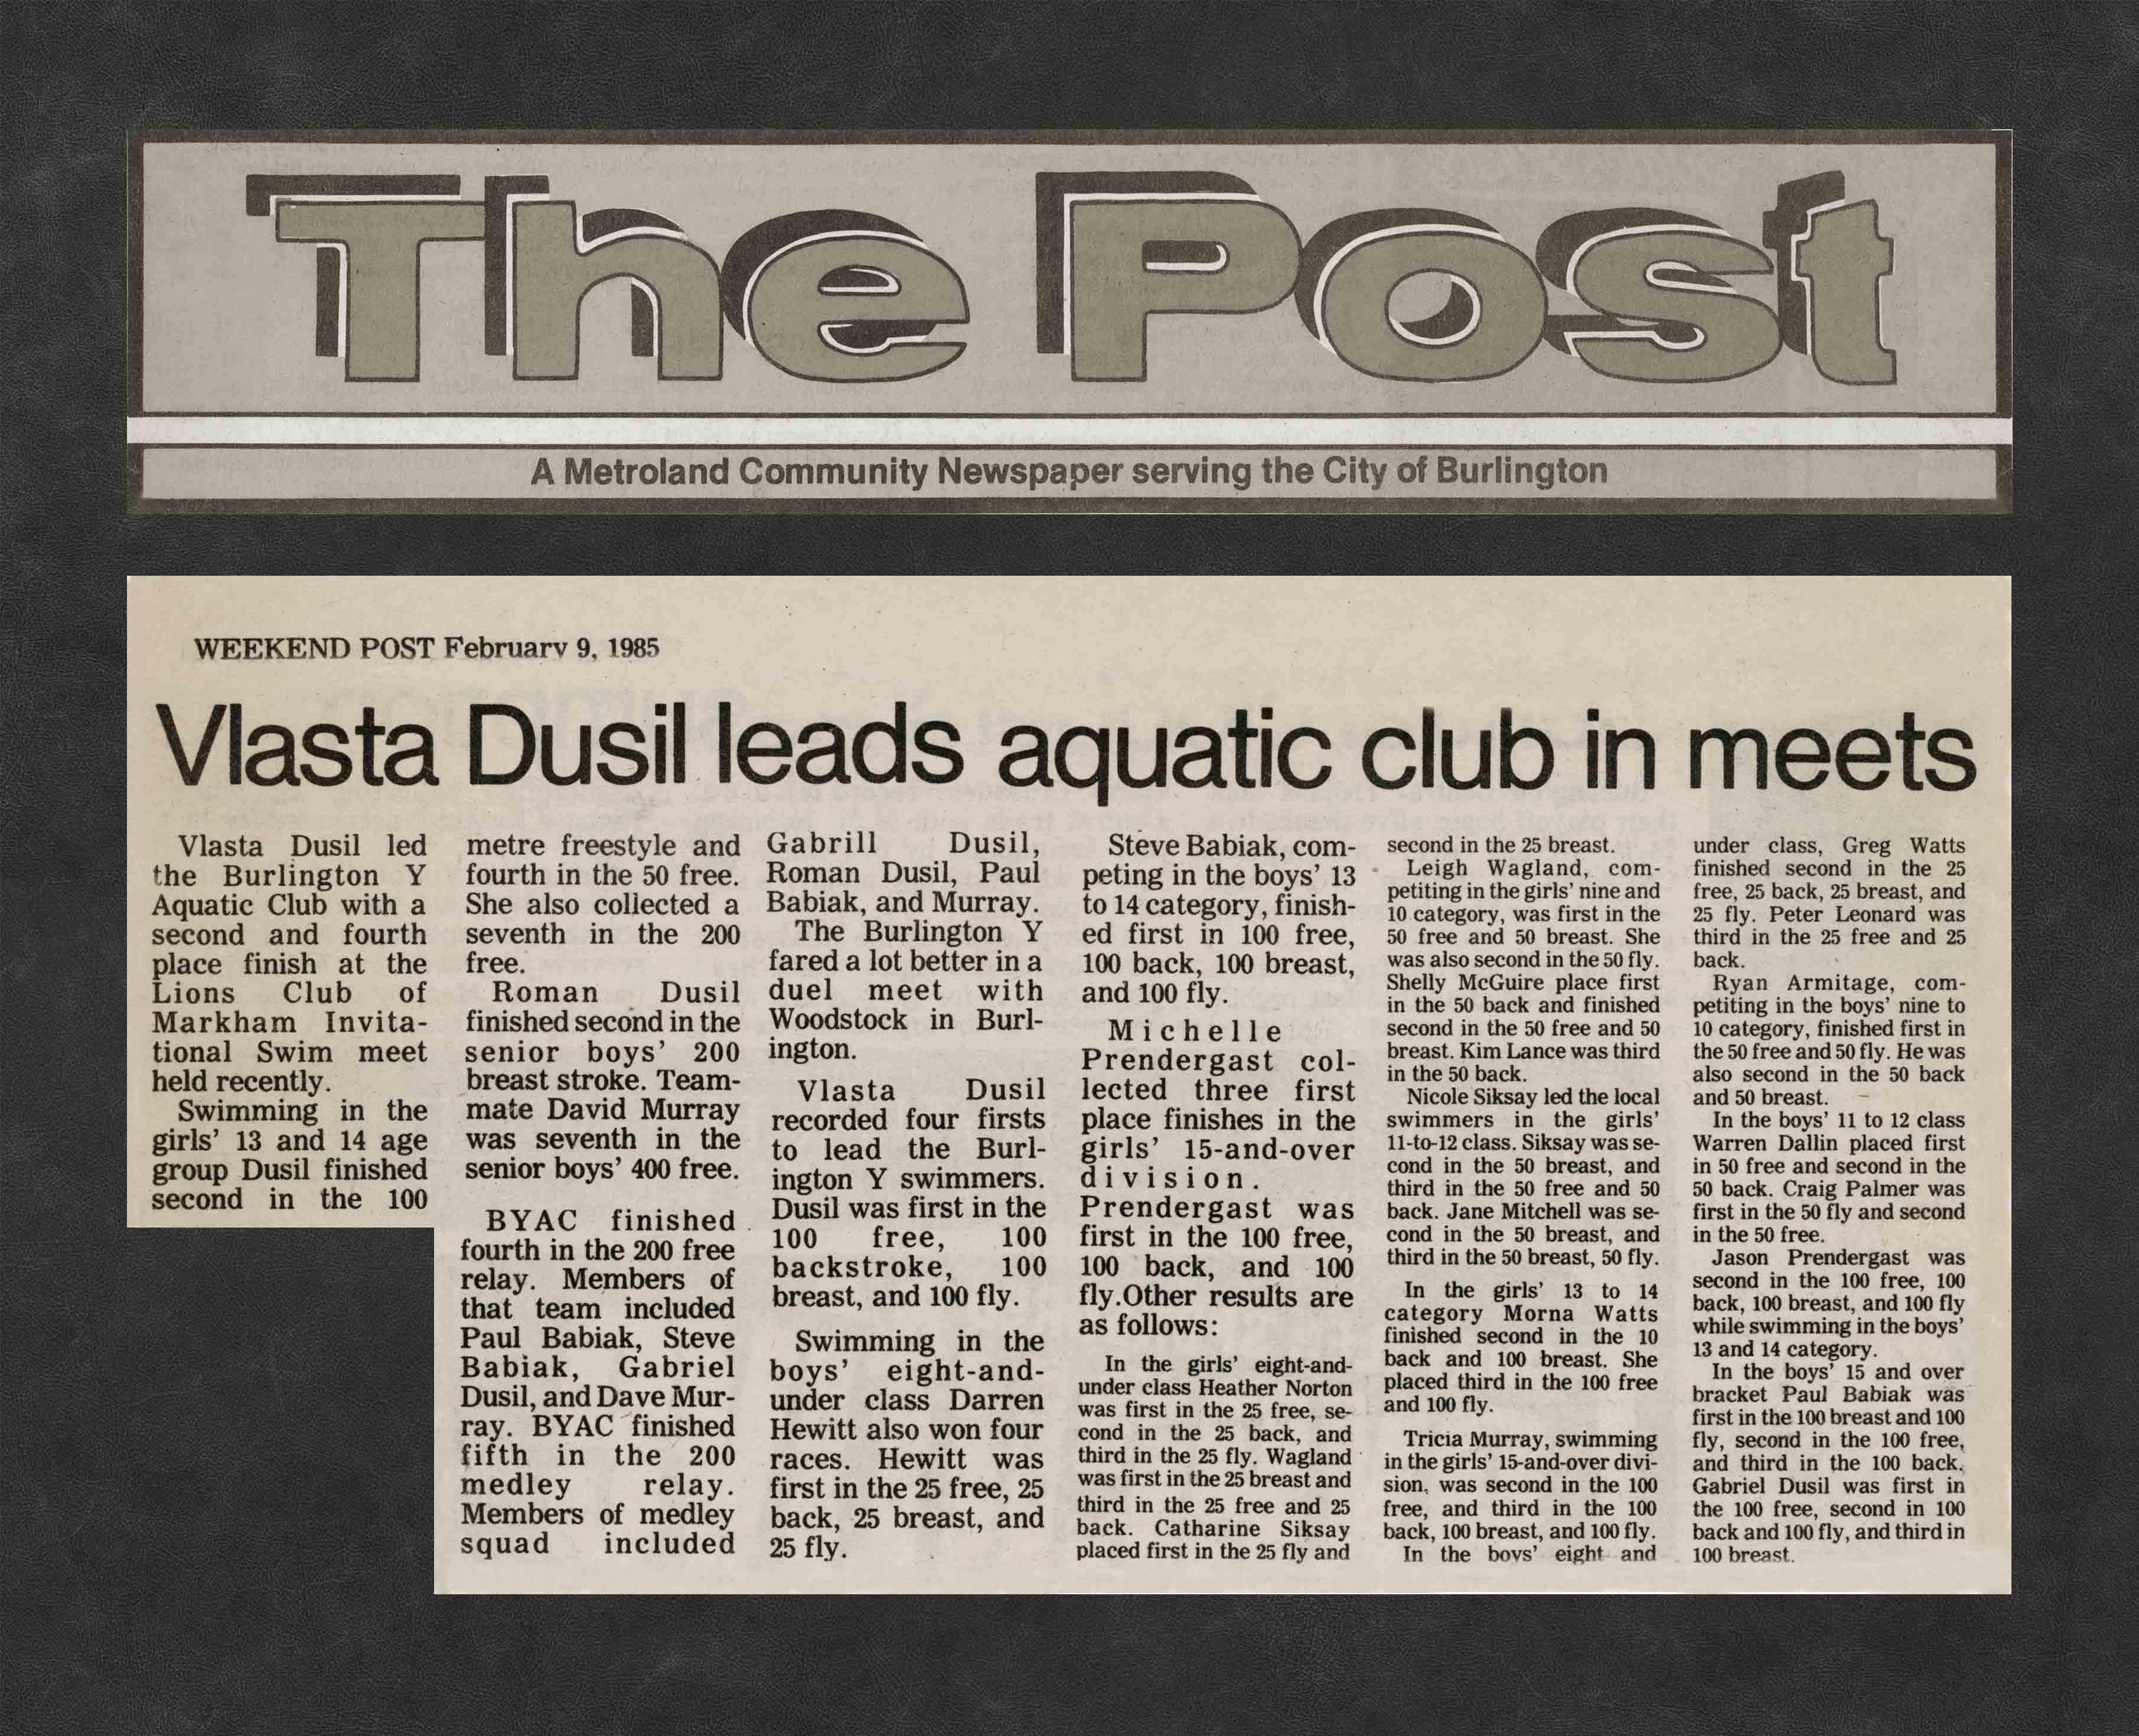 The Post
A Metroland Community Newspaper serving the City of Burlington
WEEKEND POST February 9, 1985
Vlasta Dusil leads aquatic club in meets
Vlasta Dusil led
the Burlington Y
Aquatic Club with a
second and fourth
place finish at the
Lions Club of
Markham Invita-
tional Swim meet
held recently.
Swimming in the
girls' 13 and 14 age
group Dusil finished
second in the 100
metre freestyle and
fourth in the 50 free.
She also collected a
seventh in the 200
free.
Roman Dusil
finished second in the
senior boys' 200
breast stroke. Team-
mate David Murray
was seventh in the
senior boys' 400 free.
BYAC finished
fourth in the 200 free
relay. Members of
that team included
Paul Babiak, Steve
Babiak, Gabriel
Dusil, and Dave Mur-
ray. BYAC finished
fifth in the 200
medley relay.
Members of medley
squad included
Gabrill Dusil,
Roman Dusil, Paul
Babiak, and Murray.
The Burlington Y
fared a lot better in a
duel meet with
Woodstock in Burl-
ington.
Vlasta Dusil
recorded four firsts
to lead the Burl-
ington Y swimmers.
Dusil was first in the
100 free, 100
backstroke, 100
breast, and 100 fly.
Swimming in the
boys' eight-and-
under class Darren
Hewitt also won four
races. Hewitt was
first in the 25 free, 25
back, 25 breast, and
25 fly.
Steve Babiak, com-
peting in the boys' 13
to 14 category, finish-
ed first in 100 free,
100 back, 100 breast,
and 100 fly.
Michelle
Prendergast col-
lected three first
place finishes in the
girls' 15-and-over
division.
Prendergast was
first in the 100 free,
100 back, and 100
fly.Other results are
as follows:
In the girls' eight-and-
under class Heather Norton
was first in the 25 free, se-
cond in the 25 back, and
third in the 25 fly. Wagland
was first in the 25 breast and
third in the 25 free and 25
back. Catharine Siksay
placed first in the 25 fly and
second in the 25 breast.
Leigh Wagland, com-
petiting in the girls' nine and
10 category, was first in the
50 free and 50 breast. She
was also second in the 50 fly.
Shelly McGuire place first
in the 50 back and finished
second in the 50 free and 50
breast. Kim Lance was third
in the 50 back.
Nicole Siksay led the local
swimmers in the girls'
11-to-12 class. Siksay was se-
cond in the 50 breast, and
third in the 50 free and 50
back. Jane Mitchell was se-
cond in the 50 breast, and
third in the 50 breast, 50 fly.
In the girls' 13 to 14
category Morna Watts
finished second in the 10
back and 100 breast. She
placed third in the 100 free
and 100 fly.
Tricia Murray, swimming
in the girls' 15-and-over divi-
sion, was second in the 100
free, and third in the 100
back, 100 breast, and 100 fly.
In the boys' eight and
under class, Greg Watts
finished second in the 25
free, 25 back, 25 breast, and
25 fly. Peter Leonard was
third in the 25 free and 25
back.
Ryan Armitage, com-
petiting in the boys' nine to
10 category, finished first in
the 50 free and 50 fly. He was
also second in the 50 back
and 50 breast.
In the boys' 11 to 12 class
Warren Dallin placed first
in 50 free and second in the
50 back. Craig Palmer was
first in the 50 fly and second
in the 50 free.
Jason Prendergast was
second in the 100 free, 100
back, 100 breast, and 100 fly
while swimming in the boys'
13 and 14 category.
In the boys' 15 and over
bracket Paul Babiak was
first in the 100 breast and 100
fly, second in the 100 free,
and third in the 100 back.
Gabriel Dusil was first in
the 100 free, second in 100
back and 100 fly, and third in
100 breast.